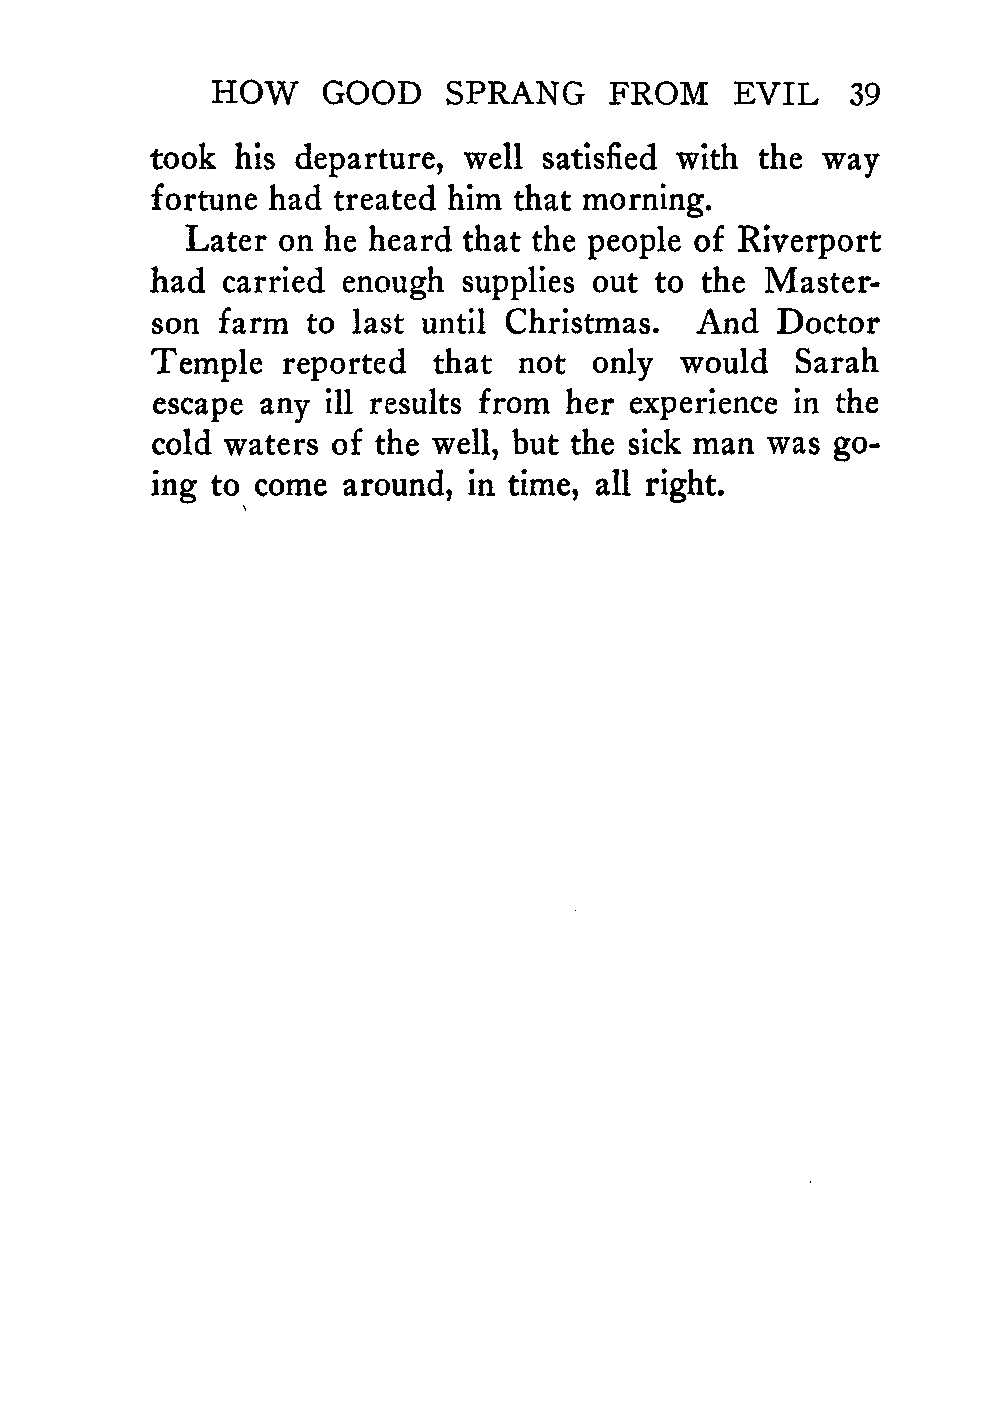 HOW GOOD SPRANG FROM EVIL 39
took his departure, well satisfied with the way
fortune had treated him that morning.
Later on he heard that the people of Riverport
had carried enough supplies out to the Master-
son farm to last until Christmas. And Doctor
Temple reported that not only would Sarah
escape any ill results from her experience in the
cold waters of the well, but the sick man was go-
ing to come around, in time, all right.